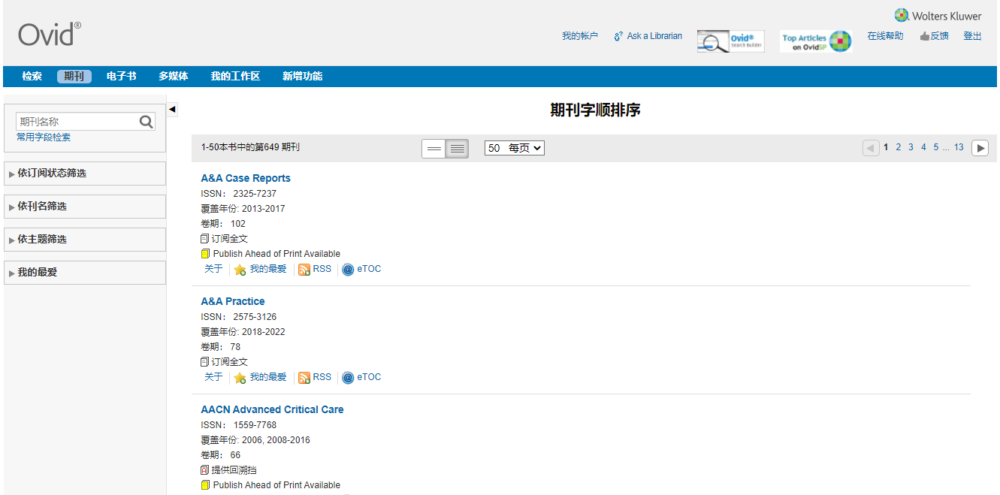 Wolters Kluwer
Ovid®
我的帐户 Ask a Librarian Ovid® Search Builder Top Articles on OvidSP 在线帮助 反馈 登出
检索 期刊 电子书 多媒体 我的工作区 新增功能
期刊名称
常用字段检索
依订阅状态筛选
依刊名筛选
依主题筛选
我的最爱
期刊字顺排序
1-50本书中的第649 期刊 50 每页 1 2 3 4 5 ... 13
A&A Case Reports
ISSN: 2325-7237
覆盖年份: 2013-2017
卷期: 102
订阅全文
Publish Ahead of Print Available
关于 我的最爱 RSS eTOC
A&A Practice
ISSN: 2575-3126
覆盖年份: 2018-2022
卷期: 78
订阅全文
关于 我的最爱 RSS eTOC
AACN Advanced Critical Care
ISSN: 1559-7768
覆盖年份: 2006, 2008-2016
卷期: 66
提供回溯挡
Publish Ahead of Print Available